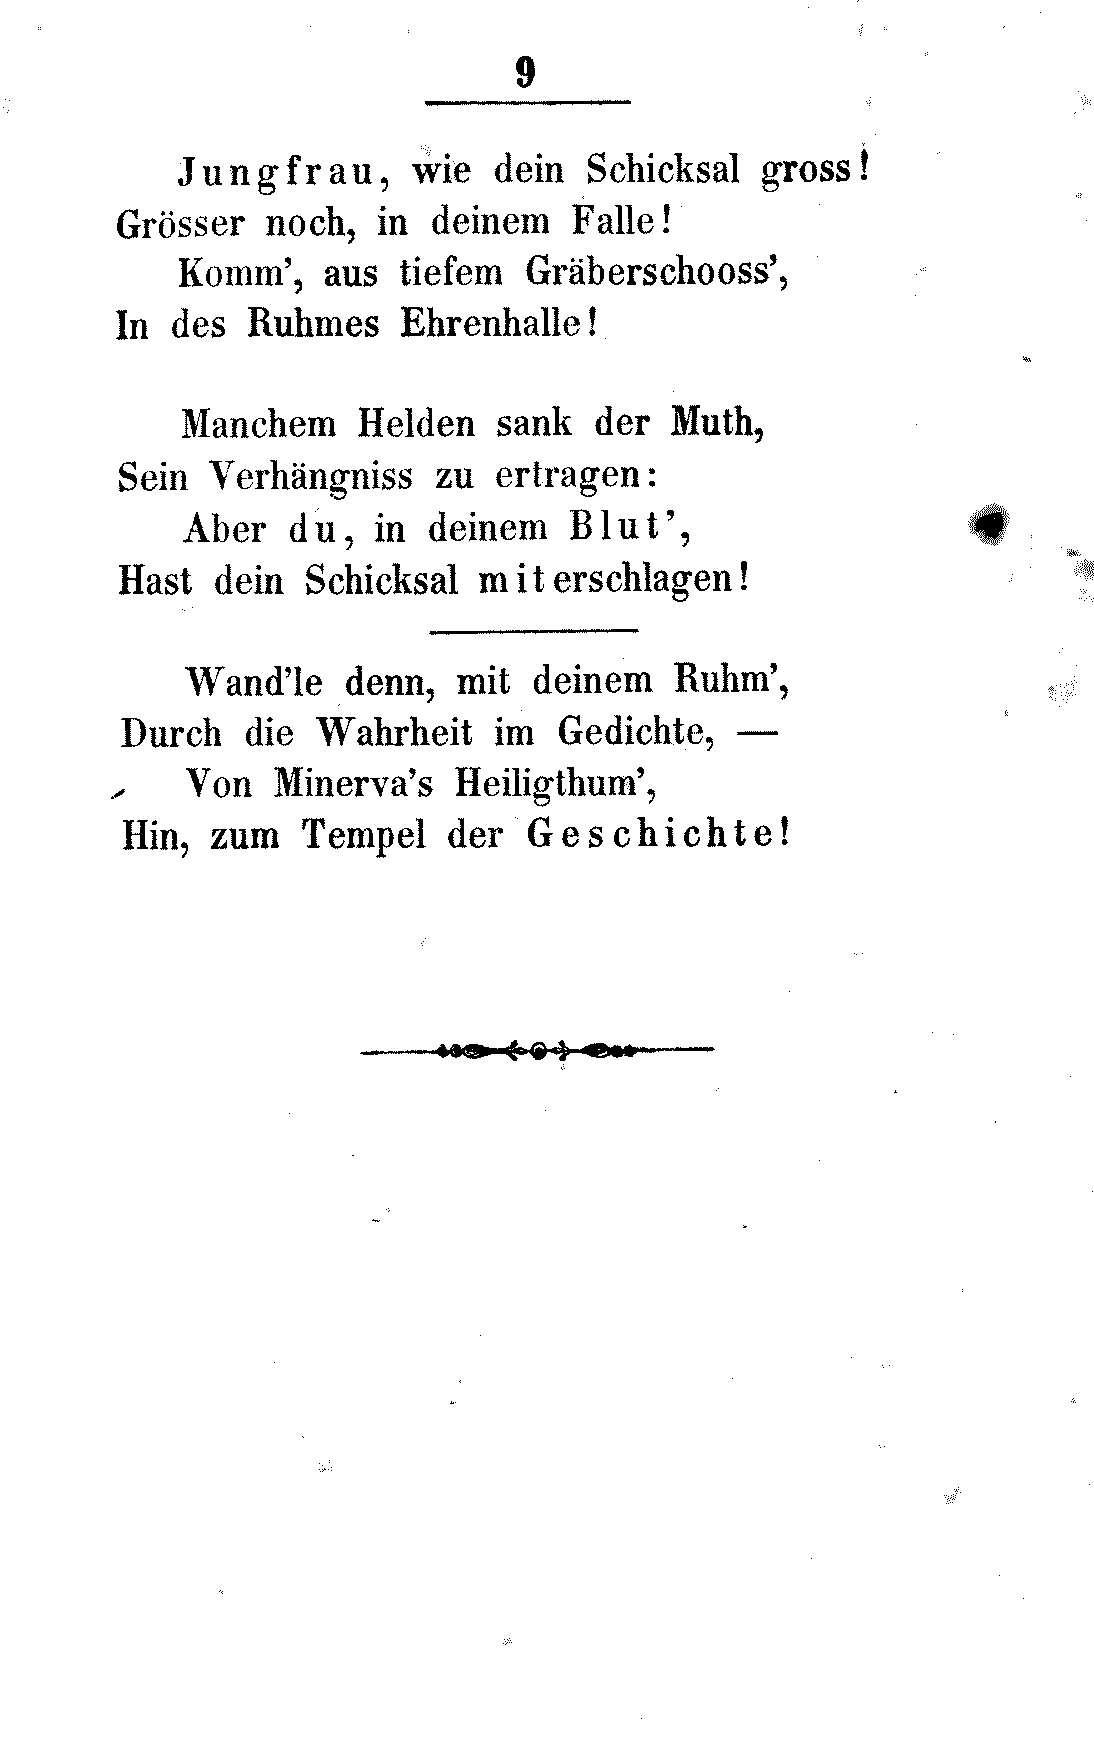 9
Jungfrau, wie dein Schicksal gross!
Grösser noch, in deinem Falle!
Komm’, aus tiefem Gräberschooss’,
In des Ruhmes Ehrenhalle!
Manchem Helden sank der Muth,
Sein Verhängniss zu ertragen:
Aber du, in deinem Blut’,
Hast dein Schicksal miterschlagen!
Wand’le denn, mit deinem Ruhm’,
Durch die Wahrheit im Gedichte, —
Von Minerva’s Heiligthum’,
Hin, zum Tempel der Geschichte!